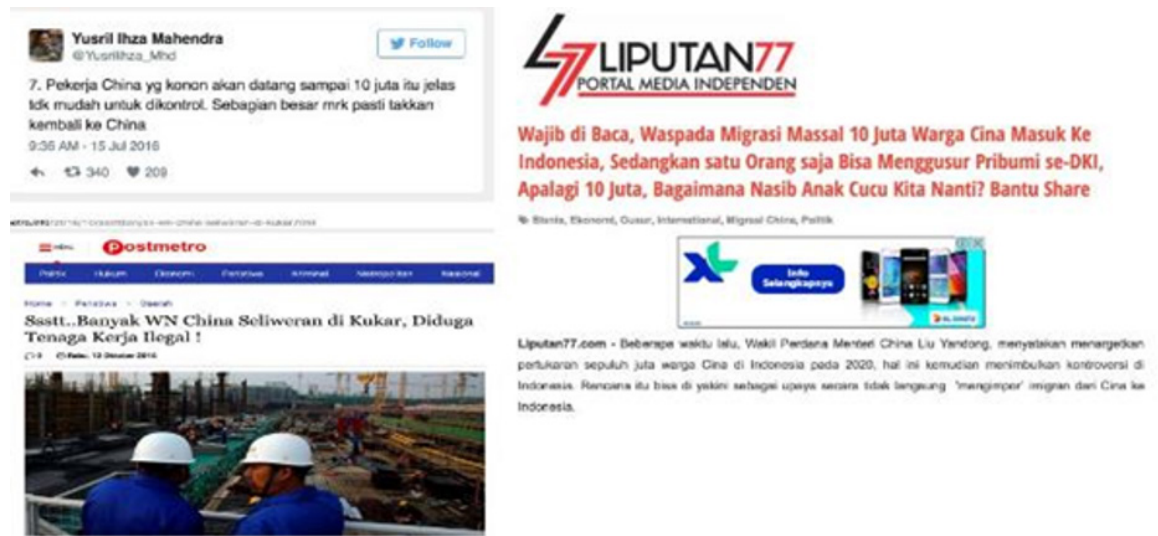 Yusril Ihza Mahendra
@YusrilIhza_Mhd
Follow
7. Pekerja China yg konon akan datang sampai 10 juta itu jelas
tdk mudah untuk dikontrol. Sebagian besar mrk pasti takkan
kembali ke China
9:36 AM - 15 Jul 2016
340 209
postmetro
Politik Hukum Ekonomi Peristiwa Kriminal Metropolitan Nasional
Home > Peristiwa > Daerah
Ssstt..Banyak WN China Seliweran di Kukar, Diduga
Tenaga Kerja Ilegal !
0 Rabu, 12 Oktober 2016
LIPUTAN77
PORTAL MEDIA INDEPENDEN
Wajib di Baca, Waspada Migrasi Massal 10 Juta Warga Cina Masuk Ke
Indonesia, Sedangkan satu Orang saja Bisa Menggusur Pribumi se-DKI,
Apalagi 10 Juta, Bagaimana Nasib Anak Cucu Kita Nanti? Bantu Share
Bisnis, Ekonomi, Gusur, International, Migrasi China, Politik
XL
Info
Selengkapnya
Liputan77.com - Beberapa waktu lalu, Wakil Perdana Menteri China Liu Yandong, menyatakan menargetkan
pertukaran sepuluh juta warga Cina di Indonesia pada 2020, hal ini kemudian menimbulkan kontroversi di
Indonesia. Rencana itu bisa di yakini sebagai upaya secara tidak langsung 'mengimpor' imigran dari Cina ke
Indonesia.